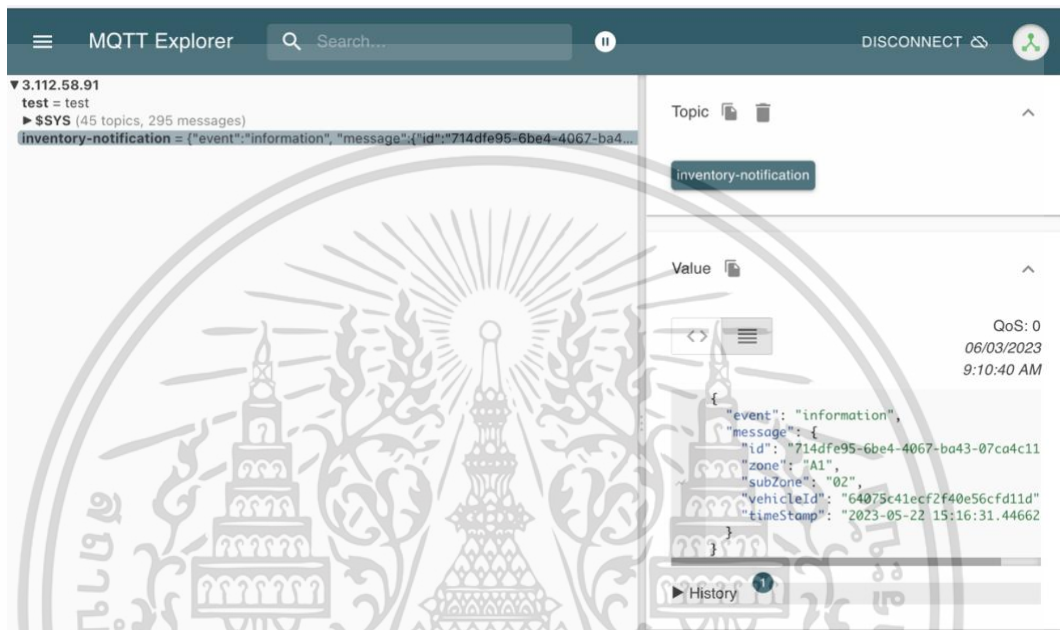 MQTT Explorer
Search...
DISCONNECT
▼ 3.112.58.91
test = test
▶ $SYS (45 topics, 295 messages)
inventory-notification = {"event":"information", "message":{"id":"714dfe95-6be4-4067-ba4...
Topic
inventory-notification
Value
<>
QoS: 0
06/03/2023
9:10:40 AM
{
"event": "information",
"message": {
"id": "714dfe95-6be4-4067-ba43-07ca4c11
"zone": "A1",
"subZone": "02",
"vehicleId": "64075c41ecf2f40e56cfd11d"
"timeStamp": "2023-05-22 15:16:31.44662
}
}
▶ History
1